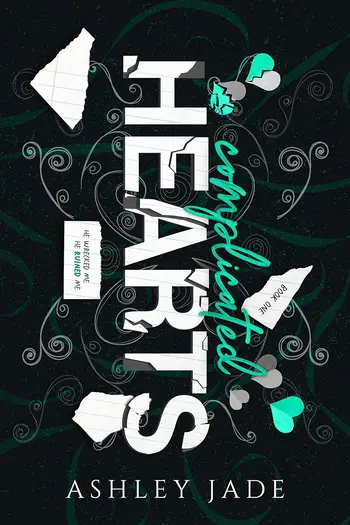 complicated
HEARTS
BOOK ONE
HE WRECKED ME
HE RUINED ME
ASHLEY JADE